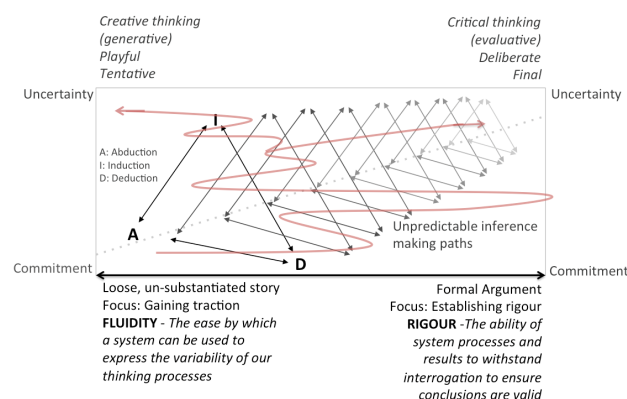 Creative thinking
(generative)
Playful
Tentative
Critical thinking
(evaluative)
Deliberate
Final
Uncertainty
Uncertainty
I
A: Abduction
I: Induction
D: Deduction
A
Unpredictable inference
making paths
D
Commitment
Commitment
Loose, un-substantiated story
Focus: Gaining traction
FLUIDITY - The ease by which
a system can be used to
express the variability of our
thinking processes
Formal Argument
Focus: Establishing rigour
RIGOUR -The ability of
system processes and
results to withstand
interrogation to ensure
conclusions are valid